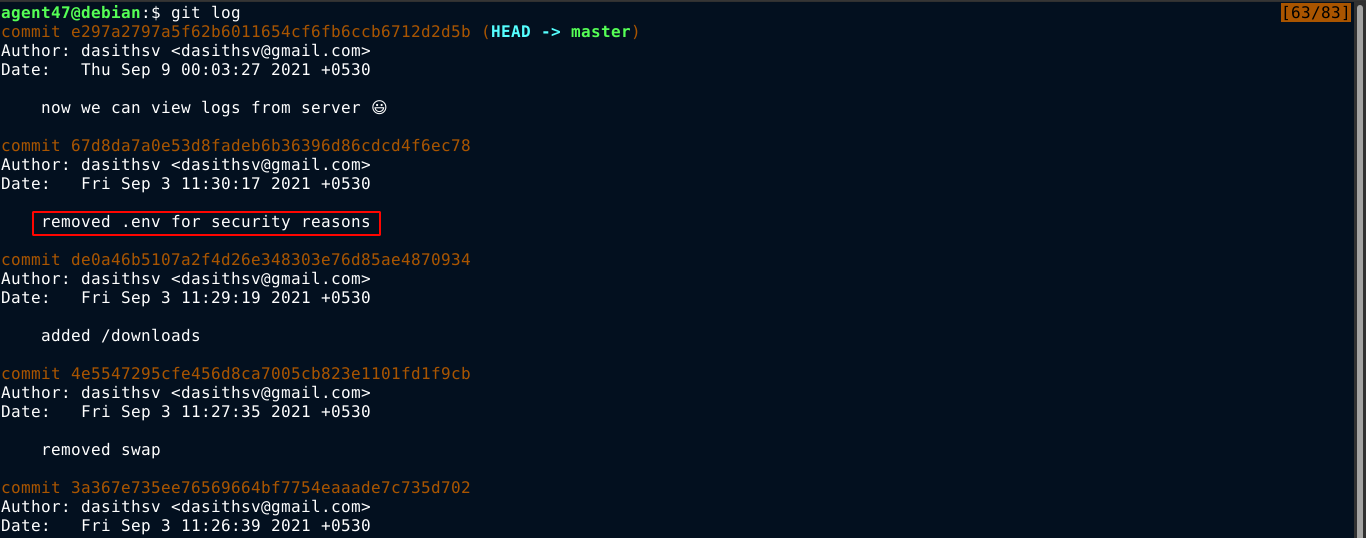 agent47@debian:$ git log [63/83]
commit e297a2797a5f62b6011654cf6fb6ccb6712d2d5b (HEAD -> master)
Author: dasithsv <dasithsv@gmail.com>
Date:   Thu Sep 9 00:03:27 2021 +0530
now we can view logs from server 😃
commit 67d8da7a0e53d8fadeb6b36396d86cdcd4f6ec78
Author: dasithsv <dasithsv@gmail.com>
Date:   Fri Sep 3 11:30:17 2021 +0530
removed .env for security reasons
commit de0a46b5107a2f4d26e348303e76d85ae4870934
Author: dasithsv <dasithsv@gmail.com>
Date:   Fri Sep 3 11:29:19 2021 +0530
added /downloads
commit 4e5547295cfe456d8ca7005cb823e1101fd1f9cb
Author: dasithsv <dasithsv@gmail.com>
Date:   Fri Sep 3 11:27:35 2021 +0530
removed swap
commit 3a367e735ee76569664bf7754eaaade7c735d702
Author: dasithsv <dasithsv@gmail.com>
Date:   Fri Sep 3 11:26:39 2021 +0530